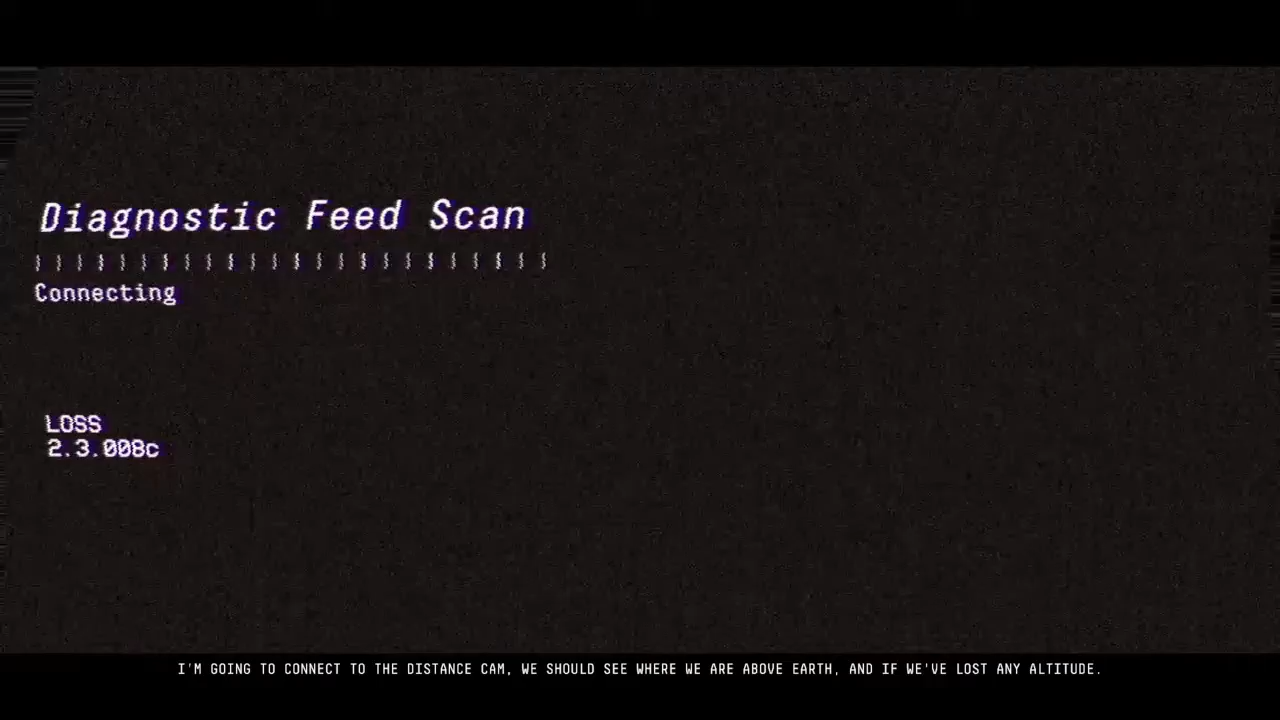 Diagnostic Feed Scan
Connecting
LOSS
2.3.008c
I'M GOING TO CONNECT TO THE DISTANCE CAM, WE SHOULD SEE WHERE WE ARE ABOVE EARTH, AND IF WE'VE LOST ANY ALTITUDE.